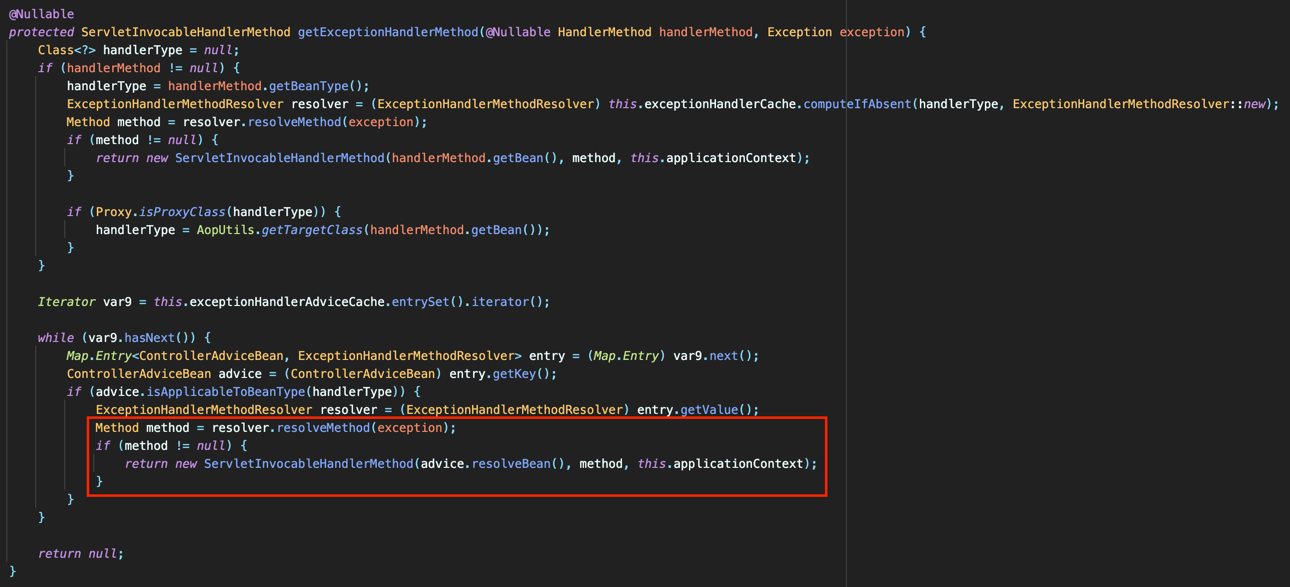 @Nullable
protected ServletInvocableHandlerMethod getExceptionHandlerMethod(@Nullable HandlerMethod handlerMethod, Exception exception) {
    Class<?> handlerType = null;
    if (handlerMethod != null) {
        handlerType = handlerMethod.getBeanType();
        ExceptionHandlerMethodResolver resolver = (ExceptionHandlerMethodResolver) this.exceptionHandlerCache.computeIfAbsent(handlerType, ExceptionHandlerMethodResolver::new);
        Method method = resolver.resolveMethod(exception);
        if (method != null) {
            return new ServletInvocableHandlerMethod(handlerMethod.getBean(), method, this.applicationContext);
        }

        if (Proxy.isProxyClass(handlerType)) {
            handlerType = AopUtils.getTargetClass(handlerMethod.getBean());
        }
    }

    Iterator var9 = this.exceptionHandlerAdviceCache.entrySet().iterator();

    while (var9.hasNext()) {
        Map.Entry<ControllerAdviceBean, ExceptionHandlerMethodResolver> entry = (Map.Entry) var9.next();
        ControllerAdviceBean advice = (ControllerAdviceBean) entry.getKey();
        if (advice.isApplicableToBeanType(handlerType)) {
            ExceptionHandlerMethodResolver resolver = (ExceptionHandlerMethodResolver) entry.getValue();
            Method method = resolver.resolveMethod(exception);
            if (method != null) {
                return new ServletInvocableHandlerMethod(advice.resolveBean(), method, this.applicationContext);
            }
        }
    }

    return null;
}